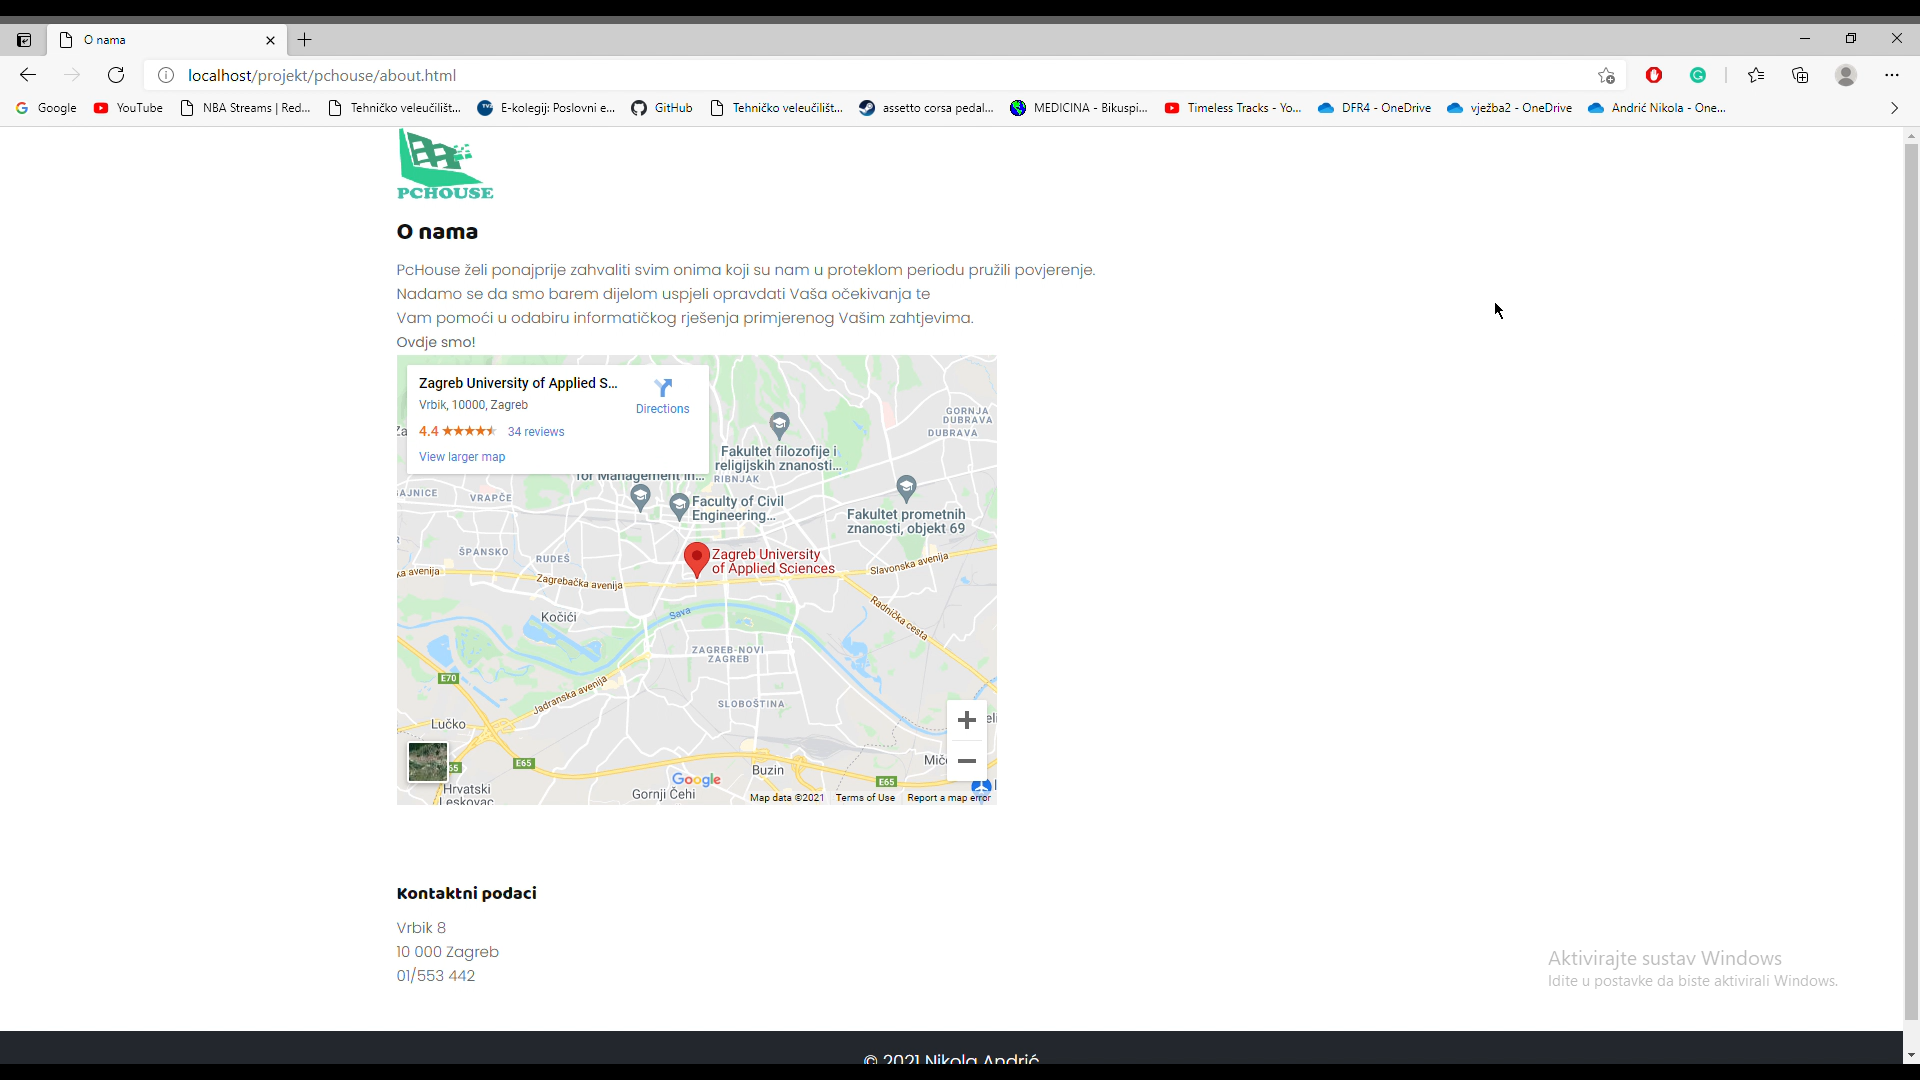 O nama
localhost/projekt/pchouse/about.html
Google YouTube NBA Streams | Red... Tehničko veleučilišt... E-kolegij: Poslovni e... GitHub Tehničko veleučilišt... assetto corsa pedal... MEDICINA - Bikuspi... Timeless Tracks - Yo... DFR4 - OneDrive vježba2 - OneDrive Andrić Nikola - One...
PCHOUSE
O nama
PcHouse želi ponajprije zahvaliti svim onima koji su nam u proteklom periodu pružili povjerenje.
Nadamo se da smo barem dijelom uspjeli opravdati Vaša očekivanja te
Vam pomoći u odabiru informatičkog rješenja primjerenog Vašim zahtjevima.
Ovdje smo!
Zagreb University of Applied S...
Directions
Vrbik, 10000, Zagreb
4.4 34 reviews
View larger map
GORNJA
DUBRAVA
DUBRAVA
Fakultet filozofije i
religijskih znanosti...
for Management in...
RIBNJAK
VRAPČE
Faculty of Civil
Engineering...
Fakultet prometnih
znanosti, objekt 69
ŠPANSKO
RUDEŠ
Zagreb University
of Applied Sciences
Slavonska avenija
ka avenija
Zagrebačka avenija
Radnička cesta
Kočići
Sava
ZAGREB-NOVI
ZAGREB
E70
Jadranska avenija
SLOBOŠTINA
Lučko
E65
E65
65
Buzin
Google
Hrvatski
Leskovac
Gornji Čehi
Map data ©2021 Terms of Use Report a map error
Kontaktni podaci
Vrbik 8
10 000 Zagreb
01/553 442
Aktivirajte sustav Windows
Idite u postavke da biste aktivirali Windows.
© 2021 Nikola Andrić